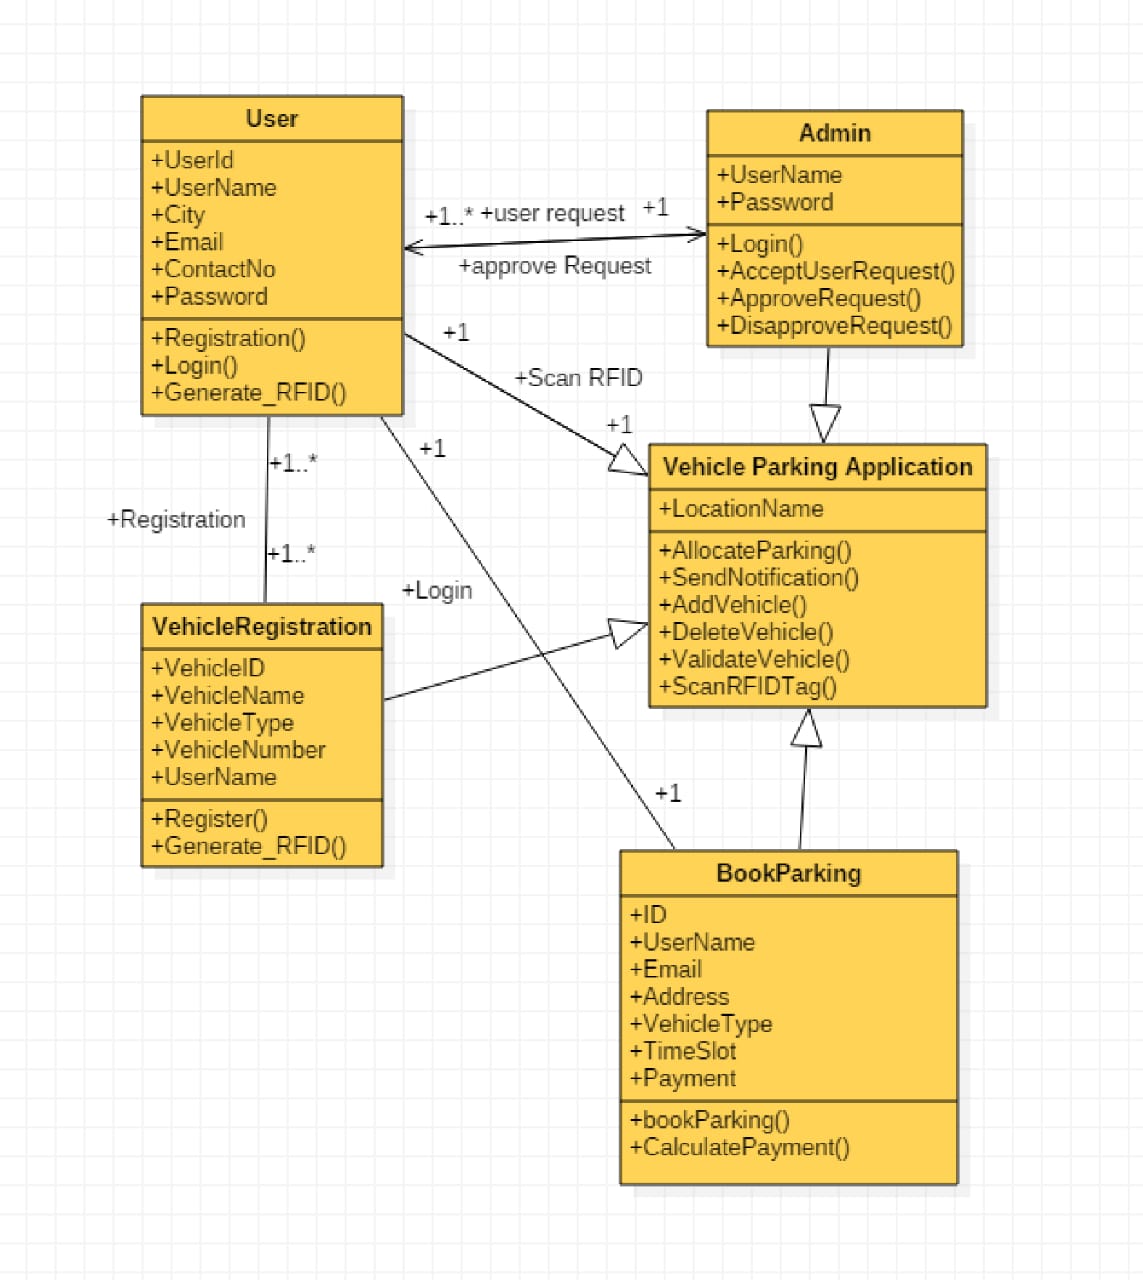 User
+UserId
+UserName
+City
+Email
+ContactNo
+Password
+Registration()
+Login()
+Generate_RFID()
Admin
+UserName
+Password
+Login()
+AcceptUserRequest()
+ApproveRequest()
+DisapproveRequest()
+1..* +user request +1
+approve Request
+1
+Scan RFID
+1
+1..*
+Registration
+1..*
+1
+Login
+1
Vehicle Parking Application
+LocationName
+AllocateParking()
+SendNotification()
+AddVehicle()
+DeleteVehicle()
+ValidateVehicle()
+ScanRFIDTag()
VehicleRegistration
+VehicleID
+VehicleName
+VehicleType
+VehicleNumber
+UserName
+Register()
+Generate_RFID()
BookParking
+ID
+UserName
+Email
+Address
+VehicleType
+TimeSlot
+Payment
+bookParking()
+CalculatePayment()